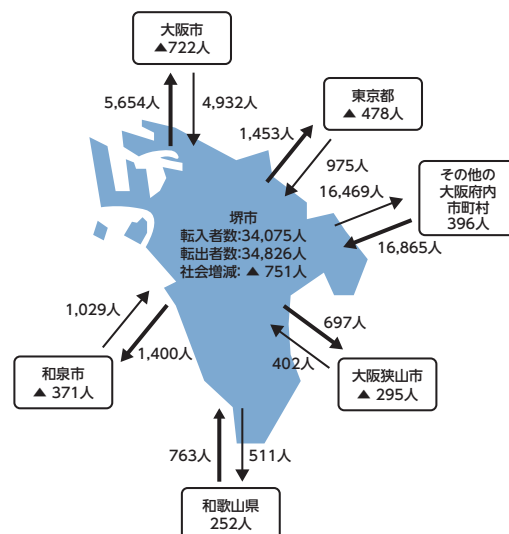 大阪市
▲722人
5,654人
4,932人
東京都
▲ 478人
1,453人
975人
16,469人
その他の
大阪府内
市町村
396人
16,865人
堺市
転入者数:34,075人
転出者数:34,826人
社会増減: ▲ 751人
1,029人
1,400人
和泉市
▲ 371人
697人
402人
大阪狭山市
▲ 295人
763人
511人
和歌山県
252人